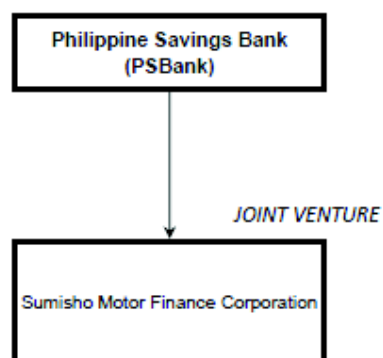 Philippine Savings Bank
(PSBank)
JOINT VENTURE
Sumisho Motor Finance Corporation